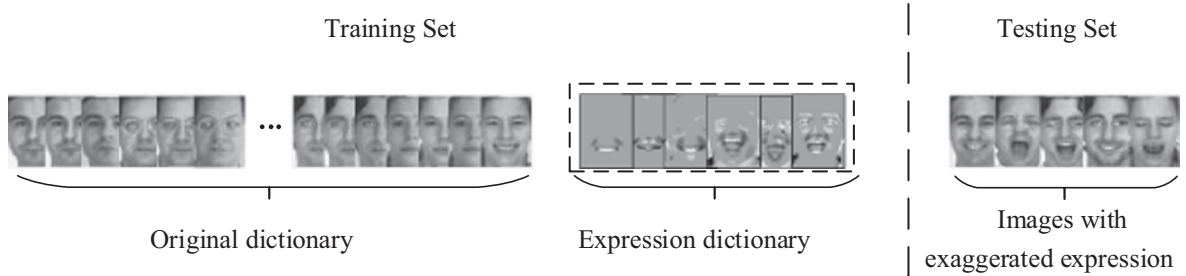 Training Set
Testing Set
...
Original dictionary
Expression dictionary
Images with
exaggerated expression